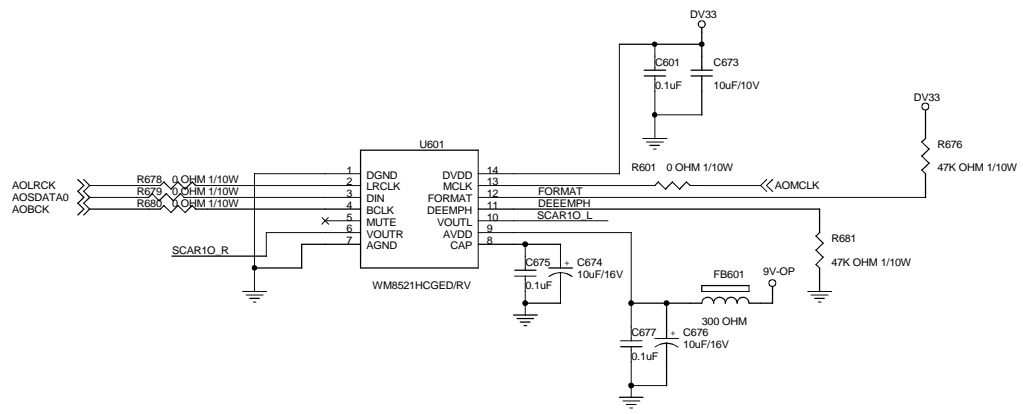 DV33
C601
0.1uF
C673
10uF/10V
DV33
R676
47K OHM 1/10W
U601
R601 0 OHM 1/10W
AOLRCK
AOSDATA0
AOBCK
R678 0 OHM 1/10W
R679 0 OHM 1/10W
R680 0 OHM 1/10W
1 DGND
2 LRCLK
3 DIN
4 BCLK
5 MUTE
6 VOUTR
7 AGND
DVDD 14
MCLK 13
FORMAT 12
DEEMPH 11
VOUTL 10
AVDD 9
CAP 8
AOMCLK
FORMAT
DEEEMPH
SCAR1O_L
SCAR1O_R
WM8521HCGED/RV
R681
47K OHM 1/10W
C675
0.1uF
+
C674
10uF/16V
FB601
300 OHM
9V-OP
C677
0.1uF
+
C676
10uF/16V